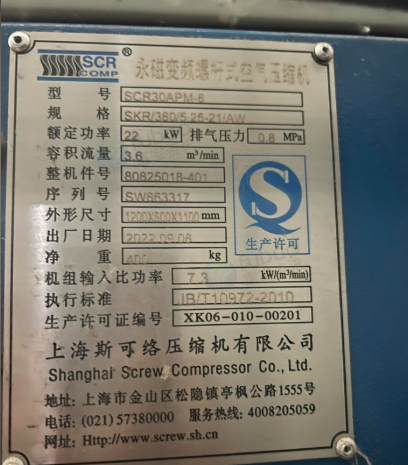 SCR®
COMP
永磁变频螺杆式空气压缩机
型号 SCR30APM-8
规格 SKR/380/5.25-21/AW
额定功率 22 kW 排气压力 0.8 MPa
容积流量 3.6 m³/min
整机件号 80825018-401
序列号 SW863317
外形尺寸 1200X800X1100 mm
出厂日期 2022.09.06
净重 400 kg
机组输入比功率 7.3 kW/(m³/min)
执行标准 JB/T10972-2010
生产许可证编号 XK06-010-00201
生产许可
上海斯可络压缩机有限公司
Shanghai Screw Compressor Co., Ltd.
地址: 上海市金山区松隐镇亭枫公路1555号
电话: (021) 57380000 服务热线: 4008205059
网址: Http://www.screw.sh.cn